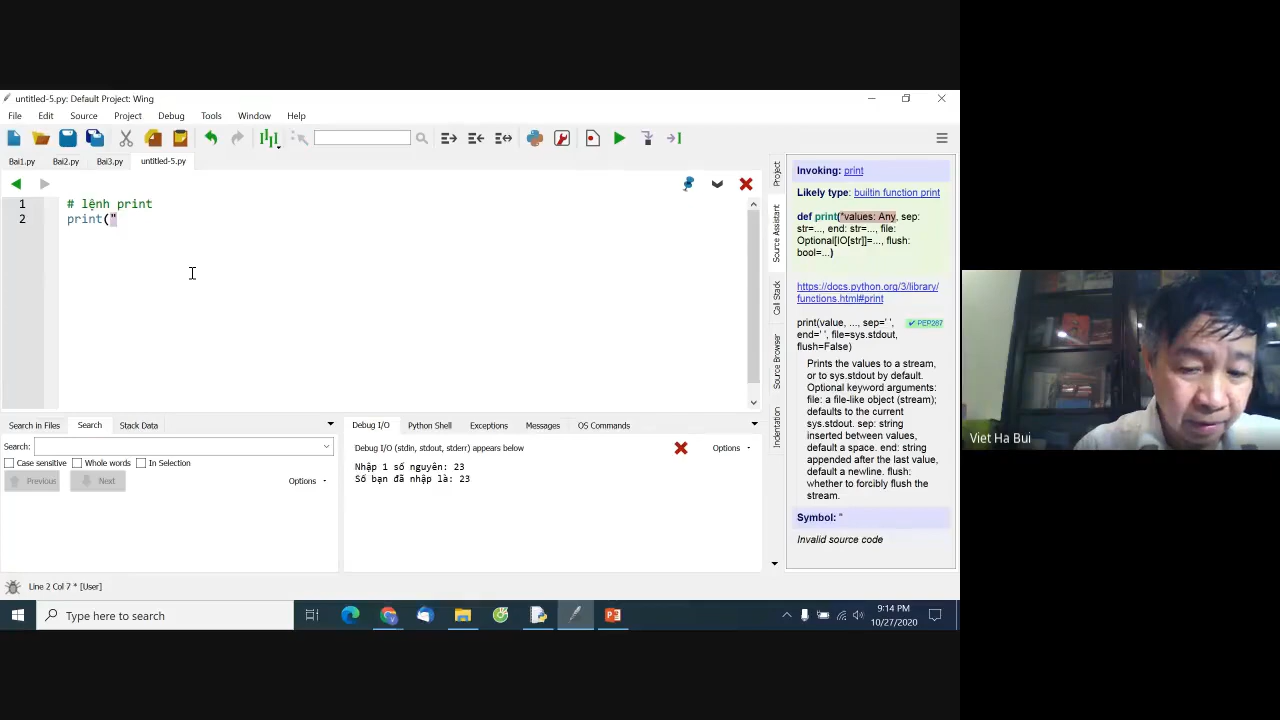 untitled-5.py: Default Project: Wing
File Edit Source Project Debug Tools Window Help
Bai1.py Bai2.py Bai3.py untitled-5.py
1 # lệnh print
2 print("
Project
Source Assistant
Call Stack
Source Browser
Indentation
Invoking: print
Likely type: builtin function print
def print(*values: Any, sep:
str=..., end: str=..., file:
Optional[IO[str]]=..., flush:
bool=...)
https://docs.python.org/3/library/
functions.html#print
print(value, ..., sep=' ',
✔ PEP287
end=' ', file=sys.stdout,
flush=False)
Prints the values to a stream,
or to sys.stdout by default.
Optional keyword arguments:
file: a file-like object (stream);
defaults to the current
sys.stdout. sep: string
inserted between values,
default a space. end: string
appended after the last value,
default a newline. flush:
whether to forcibly flush the
stream.
Symbol: "
Invalid source code
Search in Files Search Stack Data
Search:
Case sensitive Whole words In Selection
Previous Next Options
Debug I/O Python Shell Exceptions Messages OS Commands
Debug I/O (stdin, stdout, stderr) appears below
Options
Nhập 1 số nguyên: 23
Số bạn đã nhập là: 23
Line 2 Col 7 * [User]
Type here to search
9:14 PM
10/27/2020
Viet Ha Bui